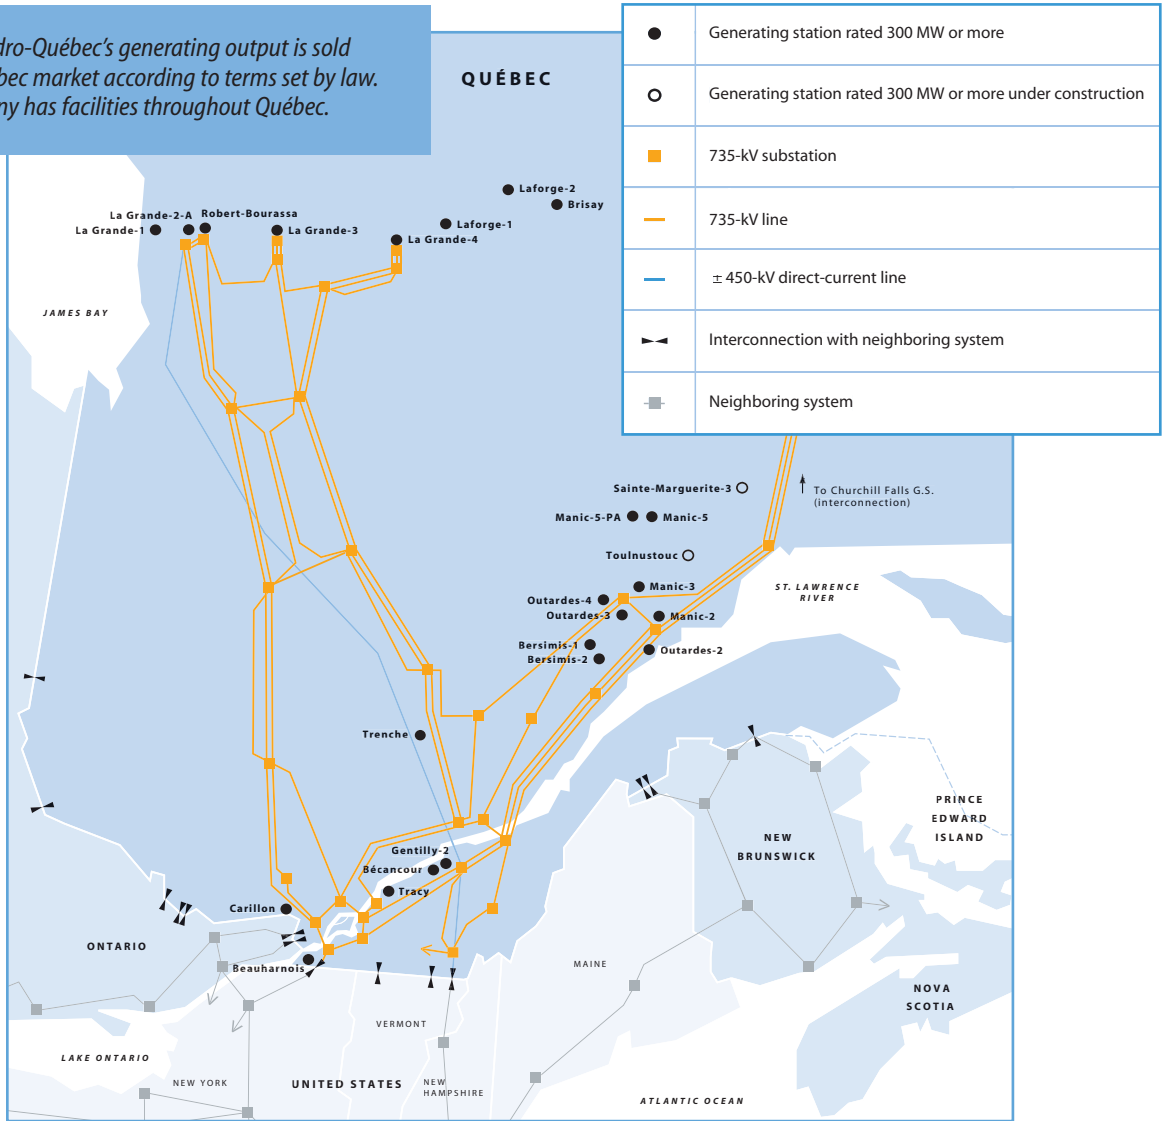 dro-Québec's generating output is sold
bec market according to terms set by law.
ny has facilities throughout Québec.
QUÉBEC
Generating station rated 300 MW or more
Generating station rated 300 MW or more under construction
735-kV substation
735-kV line
± 450-kV direct-current line
Interconnection with neighboring system
Neighboring system
Laforge-2
Brisay
La Grande-2-A
Robert-Bourassa
La Grande-1
La Grande-3
Laforge-1
La Grande-4
JAMES BAY
Sainte-Marguerite-3
To Churchill Falls G.S.
(interconnection)
Manic-5-PA
Manic-5
Toulnustouc
Manic-3
ST. LAWRENCE
RIVER
Outardes-4
Outardes-3
Manic-2
Bersimis-1
Bersimis-2
Outardes-2
Trenche
PRINCE
EDWARD
ISLAND
NEW
BRUNSWICK
Gentilly-2
Bécancour
Tracy
Carillon
ONTARIO
Beauharnois
MAINE
NOVA
SCOTIA
VERMONT
LAKE ONTARIO
NEW YORK
UNITED STATES
NEW
HAMPSHIRE
ATLANTIC OCEAN